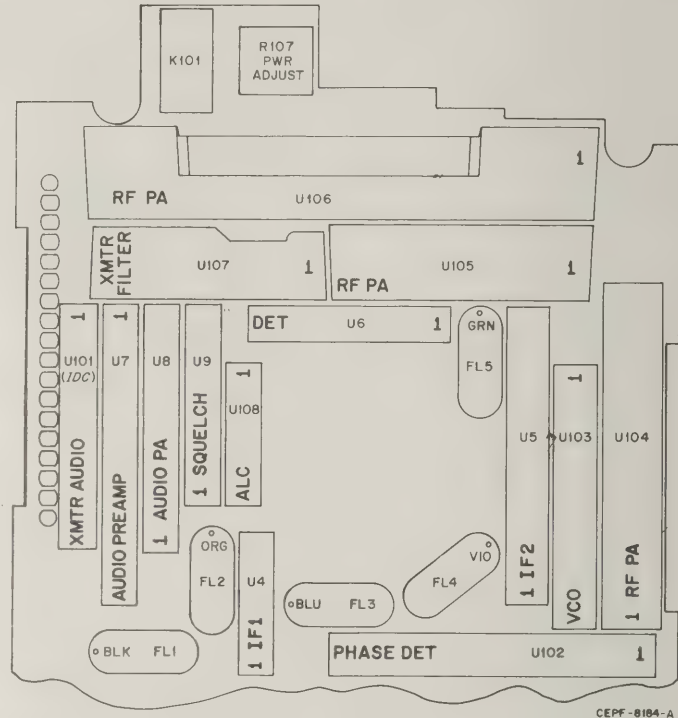 K101
R107
PWR
ADJUST
1
RF PA
U106
XMTR
FILTER
U107
1
RF PA
U105
1
DET
U6
1
GRN
FL5
1
U101
(IDC)
XMTR AUDIO
1
U7
AUDIO PREAMP
U8
1 AUDIO PA
U9
1 SQUELCH
1
U108
ALC
U5
1 IF2
1
U103
VCO
U104
1 RF PA
ORG
FL2
U4
1 IF1
BLU FL3
VIO
FL4
BLK FL1
PHASE DET U102 1
CEPF-8184-A